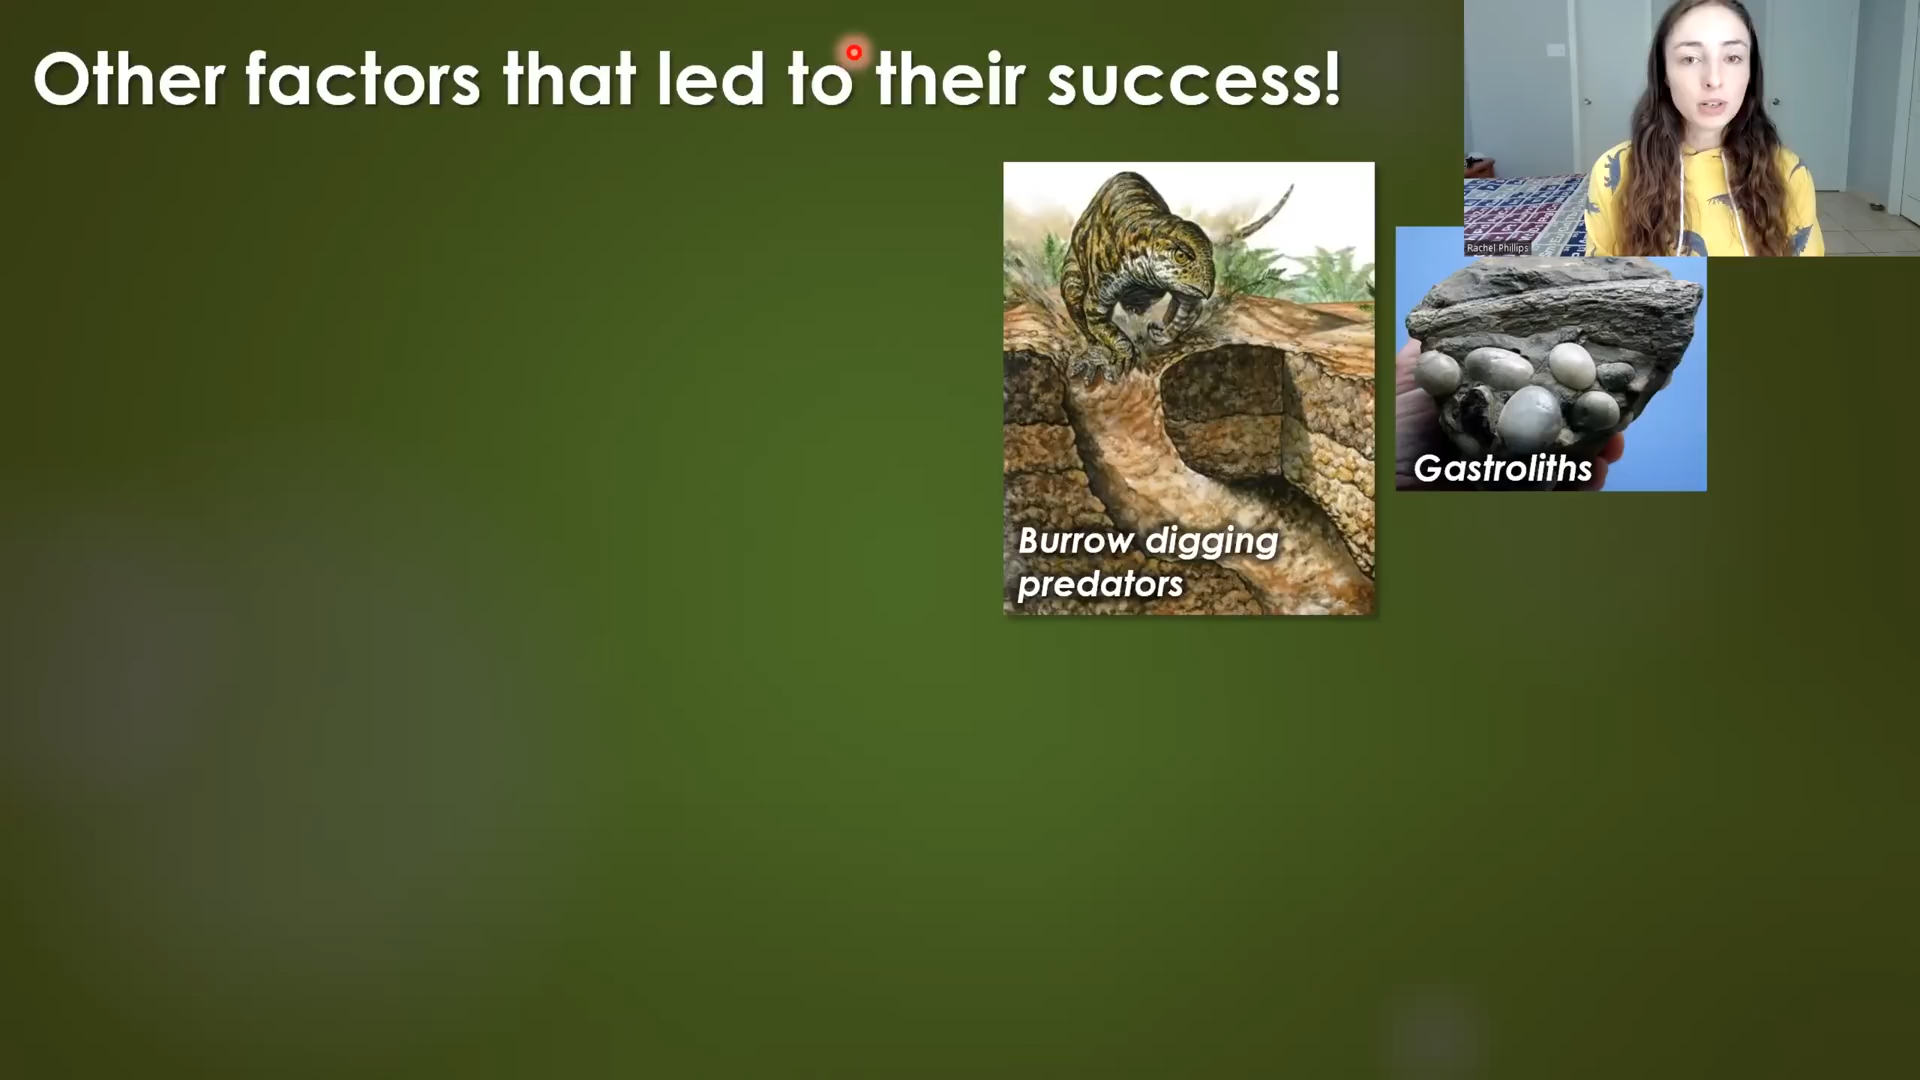 Other factors that led to their success!
Rachel Phillips
Gastroliths
Burrow digging
predators